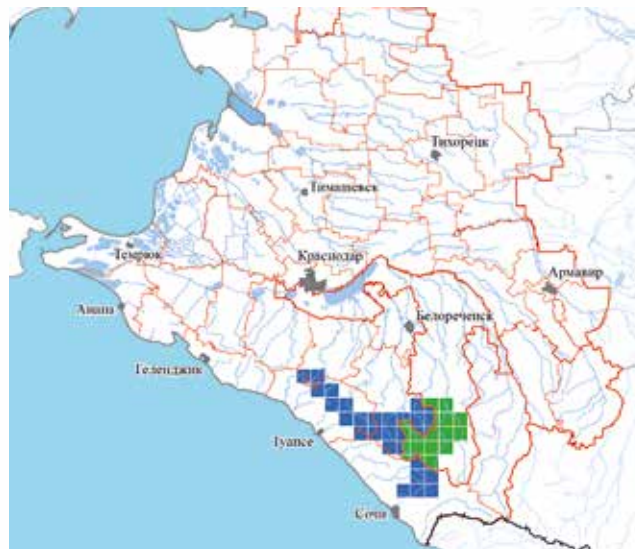 Тихорецк
Тимашевск
Краснодар
Темрюк
Армавир
Анапа
Белореченск
Геленджик
Туапсе
Сочи